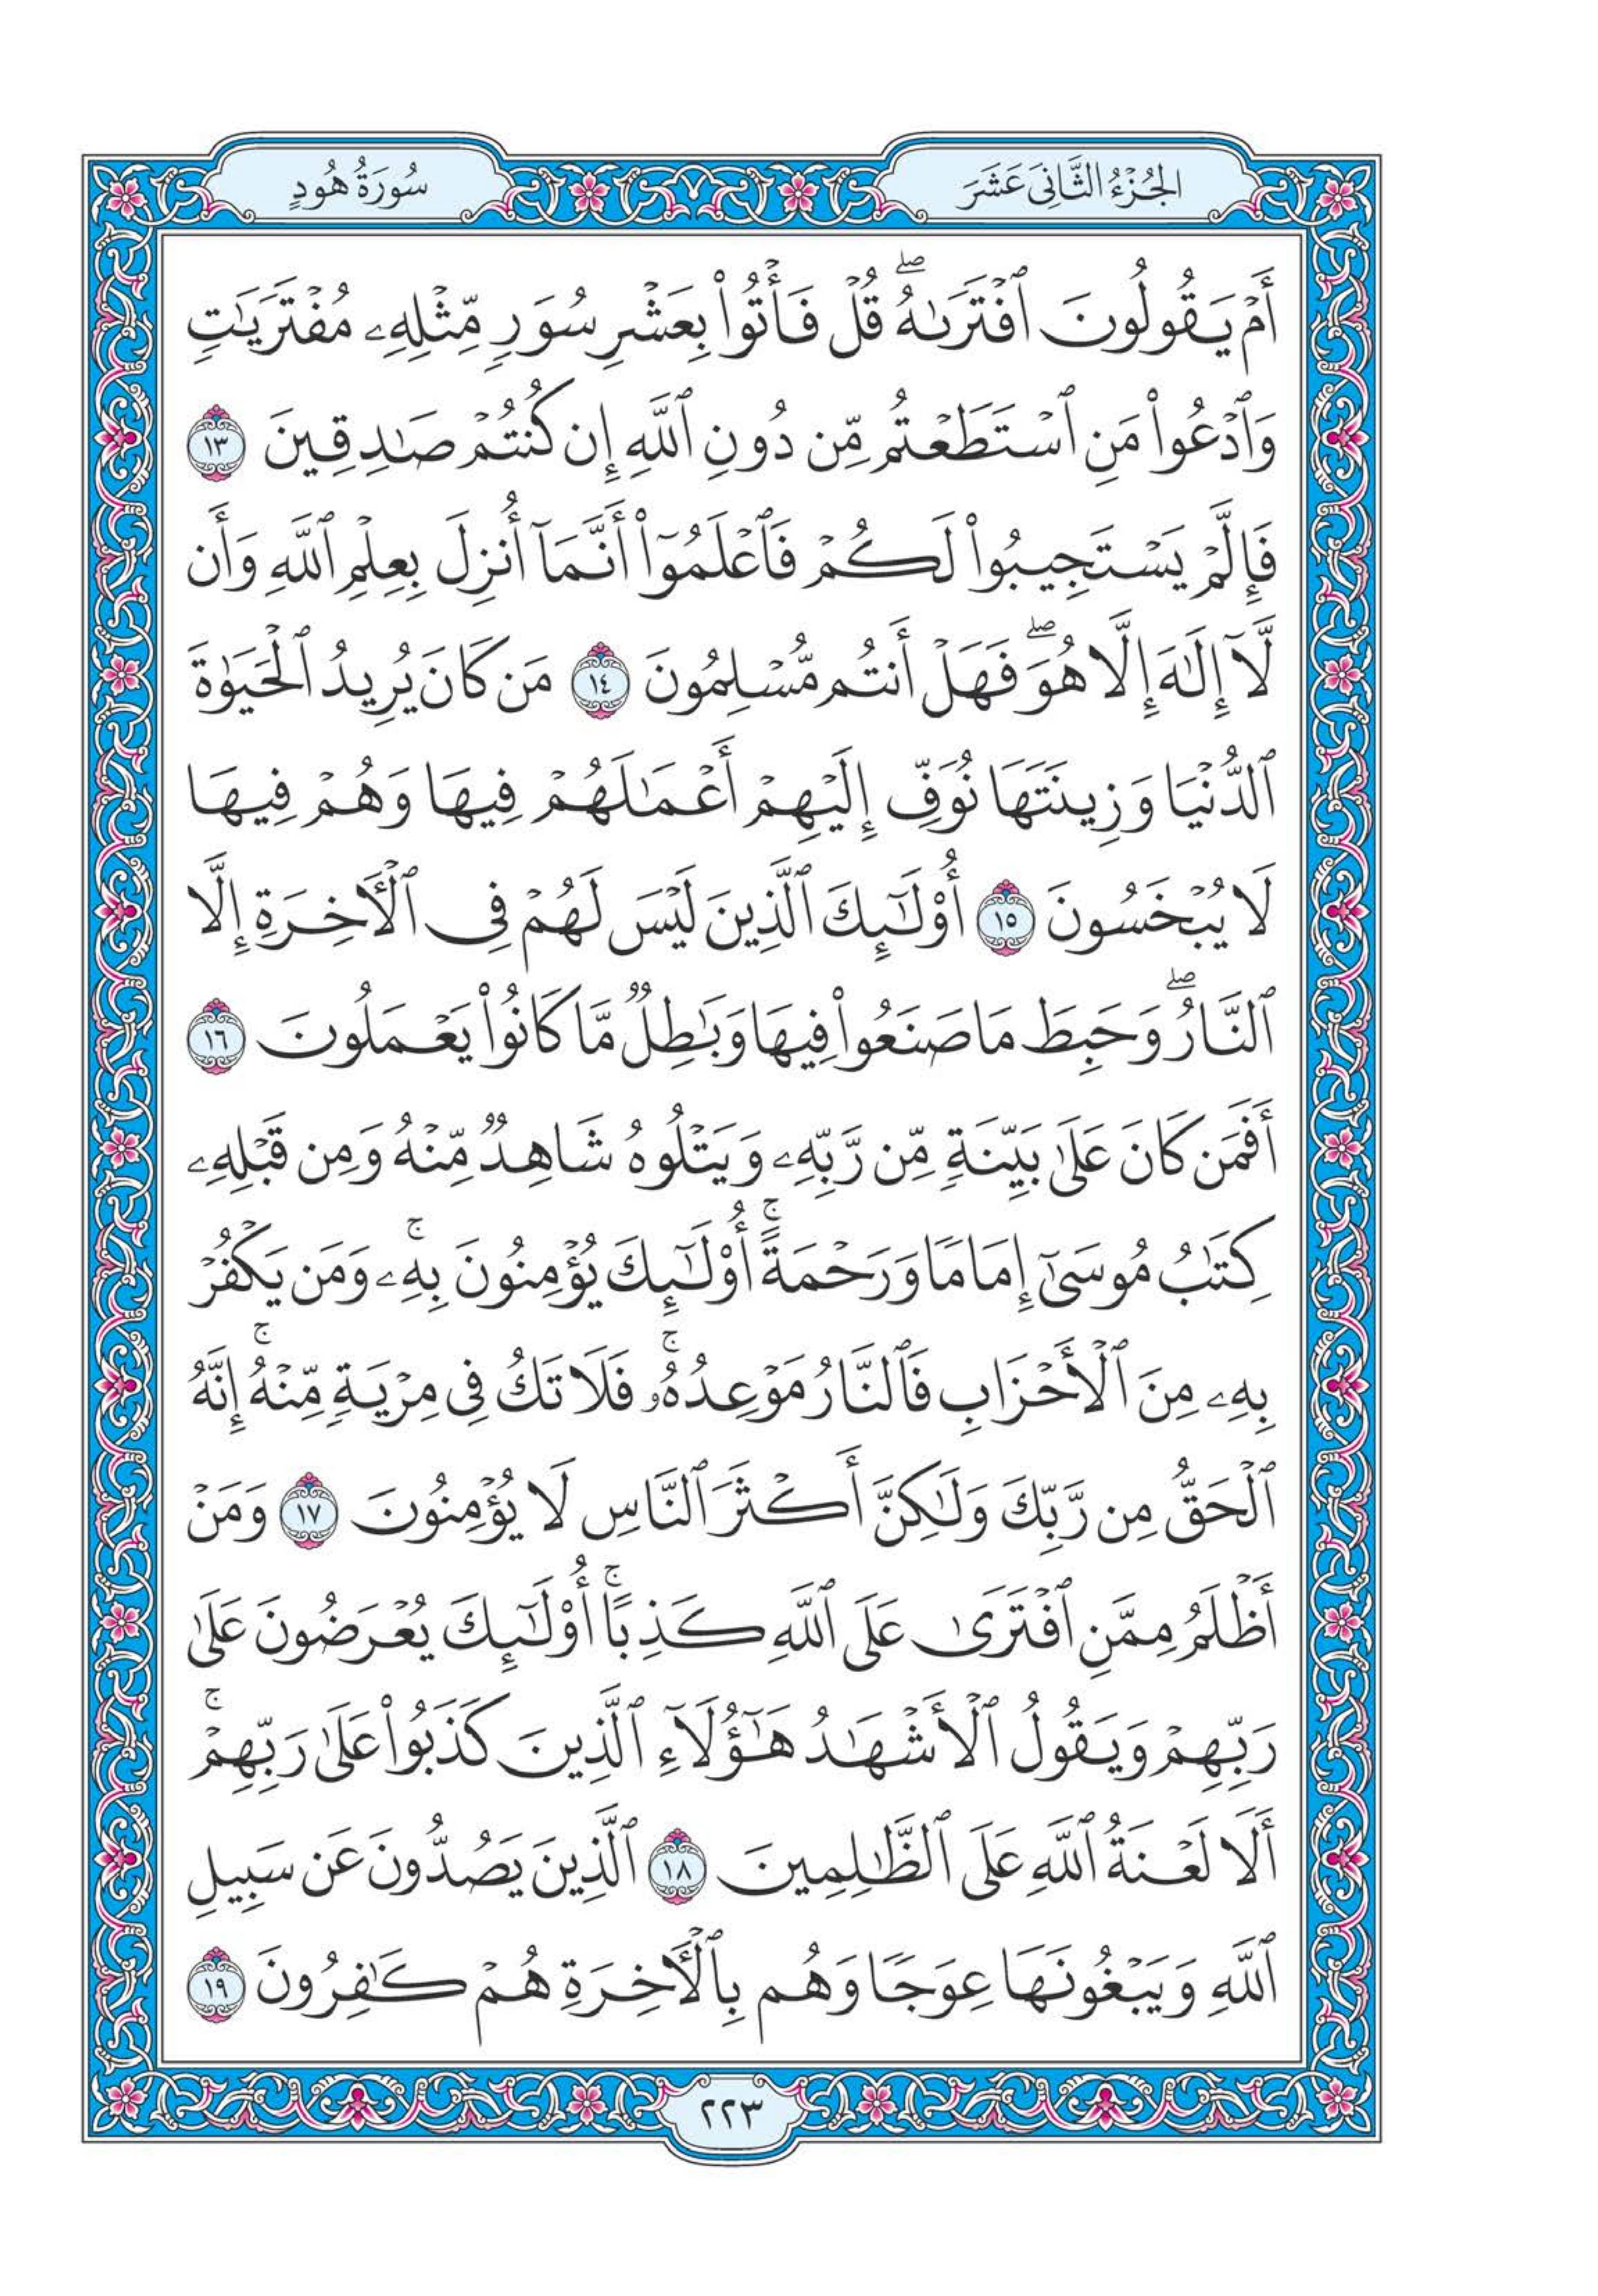 الجُزْءُ الثَّانِيَ عَشَرَ
سُورَةُ هُودٍ
أَمۡ يَقُولُونَ ٱفۡتَرَىٰهُۖ قُلۡ فَأۡتُواْ بِعَشۡرِ سُوَرٖ مِّثۡلِهِۦ مُفۡتَرَيَٰتٖ
وَٱدۡعُواْ مَنِ ٱسۡتَطَعۡتُم مِّن دُونِ ٱللَّهِ إِن كُنتُمۡ صَٰدِقِينَ ١٣
فَإِلَّمۡ يَسۡتَجِيبُواْ لَكُمۡ فَٱعۡلَمُوٓاْ أَنَّمَآ أُنزِلَ بِعِلۡمِ ٱللَّهِ وَأَن
لَّآ إِلَٰهَ إِلَّا هُوَۖ فَهَلۡ أَنتُم مُّسۡلِمُونَ ١٤ مَن كَانَ يُرِيدُ ٱلۡحَيَوٰةَ
ٱلدُّنۡيَا وَزِينَتَهَا نُوَفِّ إِلَيۡهِمۡ أَعۡمَٰلَهُمۡ فِيهَا وَهُمۡ فِيهَا
لَا يُبۡخَسُونَ ١٥ أُوْلَٰٓئِكَ ٱلَّذِينَ لَيۡسَ لَهُمۡ فِي ٱلۡأٓخِرَةِ إِلَّا
ٱلنَّارُۖ وَحَبِطَ مَا صَنَعُواْ فِيهَا وَبَٰطِلٞ مَّا كَانُواْ يَعۡمَلُونَ ١٦
أَفَمَن كَانَ عَلَىٰ بَيِّنَةٖ مِّن رَّبِّهِۦ وَيَتۡلُوهُ شَاهِدٞ مِّنۡهُ وَمِن قَبۡلِهِۦ
كِتَٰبُ مُوسَىٰٓ إِمَامٗا وَرَحۡمَةًۚ أُوْلَٰٓئِكَ يُؤۡمِنُونَ بِهِۦۚ وَمَن يَكۡفُرۡ
بِهِۦ مِنَ ٱلۡأَحۡزَابِ فَٱلنَّارُ مَوۡعِدُهُۥۚ فَلَا تَكُ فِي مِرۡيَةٖ مِّنۡهُۚ إِنَّهُ
ٱلۡحَقُّ مِن رَّبِّكَ وَلَٰكِنَّ أَكۡثَرَ ٱلنَّاسِ لَا يُؤۡمِنُونَ ١٧ وَمَنۡ
أَظۡلَمُ مِمَّنِ ٱفۡتَرَىٰ عَلَى ٱللَّهِ كَذِبًاۚ أُوْلَٰٓئِكَ يُعۡرَضُونَ عَلَىٰ
رَبِّهِمۡ وَيَقُولُ ٱلۡأَشۡهَٰدُ هَٰٓؤُلَآءِ ٱلَّذِينَ كَذَبُواْ عَلَىٰ رَبِّهِمۡۚ
أَلَا لَعۡنَةُ ٱللَّهِ عَلَى ٱلظَّٰلِمِينَ ١٨ ٱلَّذِينَ يَصُدُّونَ عَن سَبِيلِ
ٱللَّهِ وَيَبۡغُونَهَا عِوَجٗا وَهُم بِٱلۡأٓخِرَةِ هُمۡ كَٰفِرُونَ ١٩
٢٢٣